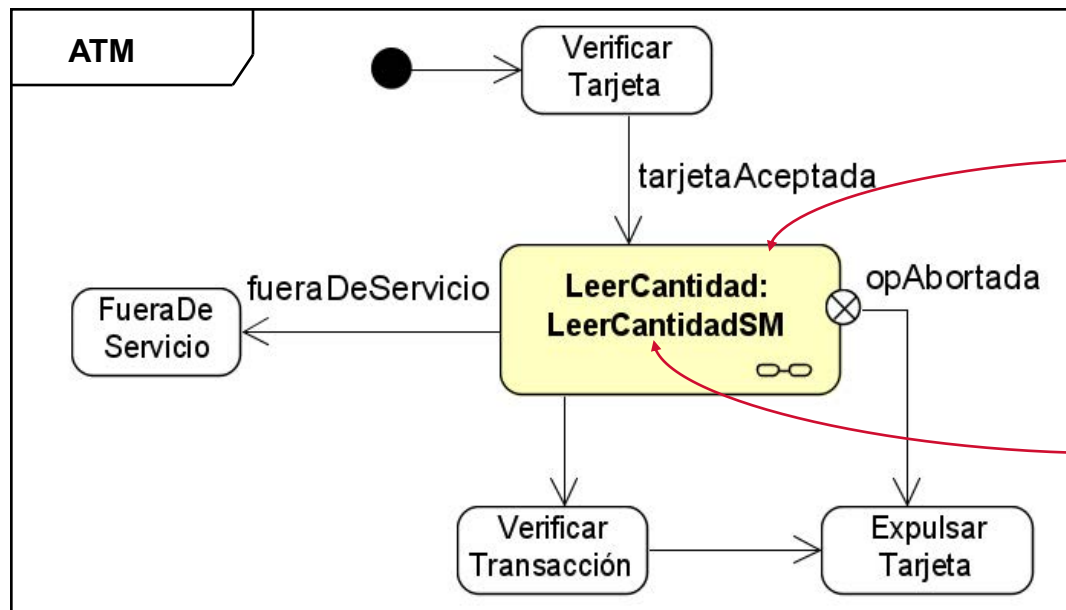 ATM
Verificar
Tarjeta
tarjetaAceptada
fueraDeServicio
LeerCantidad:
LeerCantidadSM
opAbortada
FueraDe
Servicio
Verificar
Transacción
Expulsar
Tarjeta